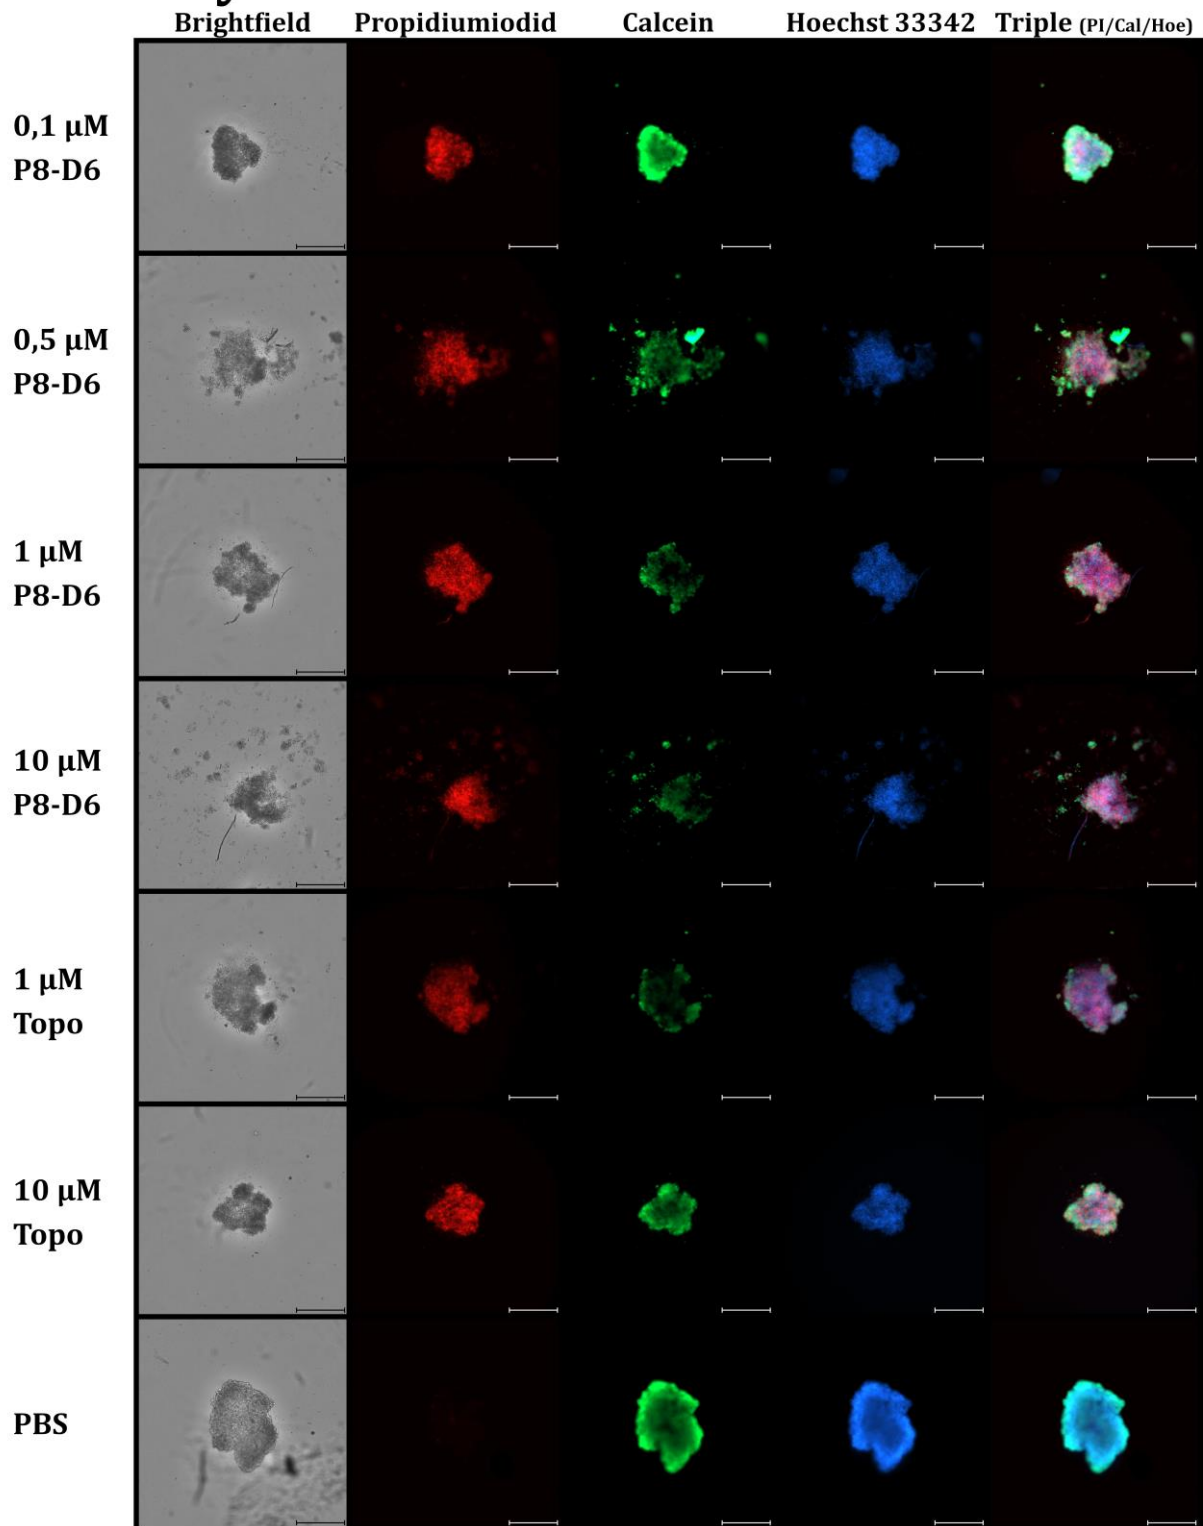 Brightfield Propidiumiodid Calcein Hoechst 33342 Triple (PI/Cal/Hoe)
0,1 µM
P8-D6
0,5 µM
P8-D6
1 µM
P8-D6
10 µM
P8-D6
1 µM
Topo
10 µM
Topo
PBS